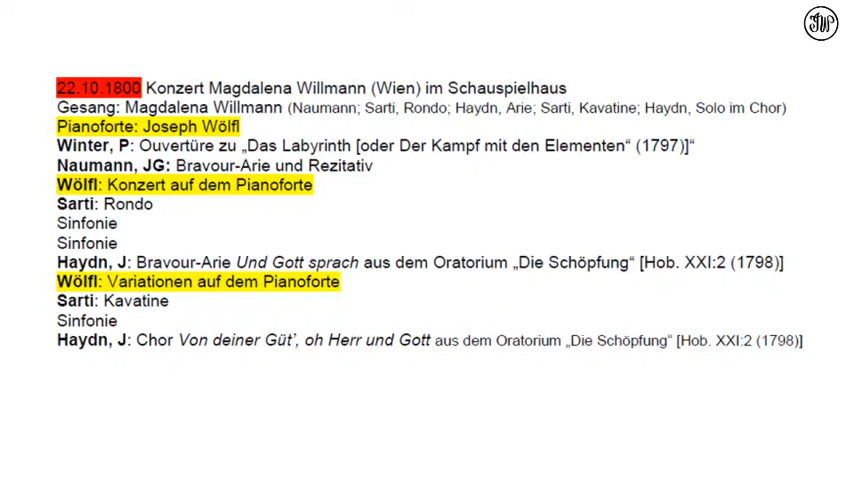 22.10.1800 Konzert Magdalena Willmann (Wien) im Schauspielhaus
Gesang: Magdalena Willmann (Naumann; Sarti, Rondo; Haydn, Arie; Sarti, Kavatine; Haydn, Solo im Chor)
Pianoforte: Joseph Wölfl
Winter, P: Ouvertüre zu „Das Labyrinth [oder Der Kampf mit den Elementen“ (1797)]“
Naumann, JG: Bravour-Arie und Rezitativ
Wölfl: Konzert auf dem Pianoforte
Sarti: Rondo
Sinfonie
Sinfonie
Haydn, J: Bravour-Arie Und Gott sprach aus dem Oratorium „Die Schöpfung“ [Hob. XXI:2 (1798)]
Wölfl: Variationen auf dem Pianoforte
Sarti: Kavatine
Sinfonie
Haydn, J: Chor Von deiner Güt’, oh Herr und Gott aus dem Oratorium „Die Schöpfung“ [Hob. XXI:2 (1798)]